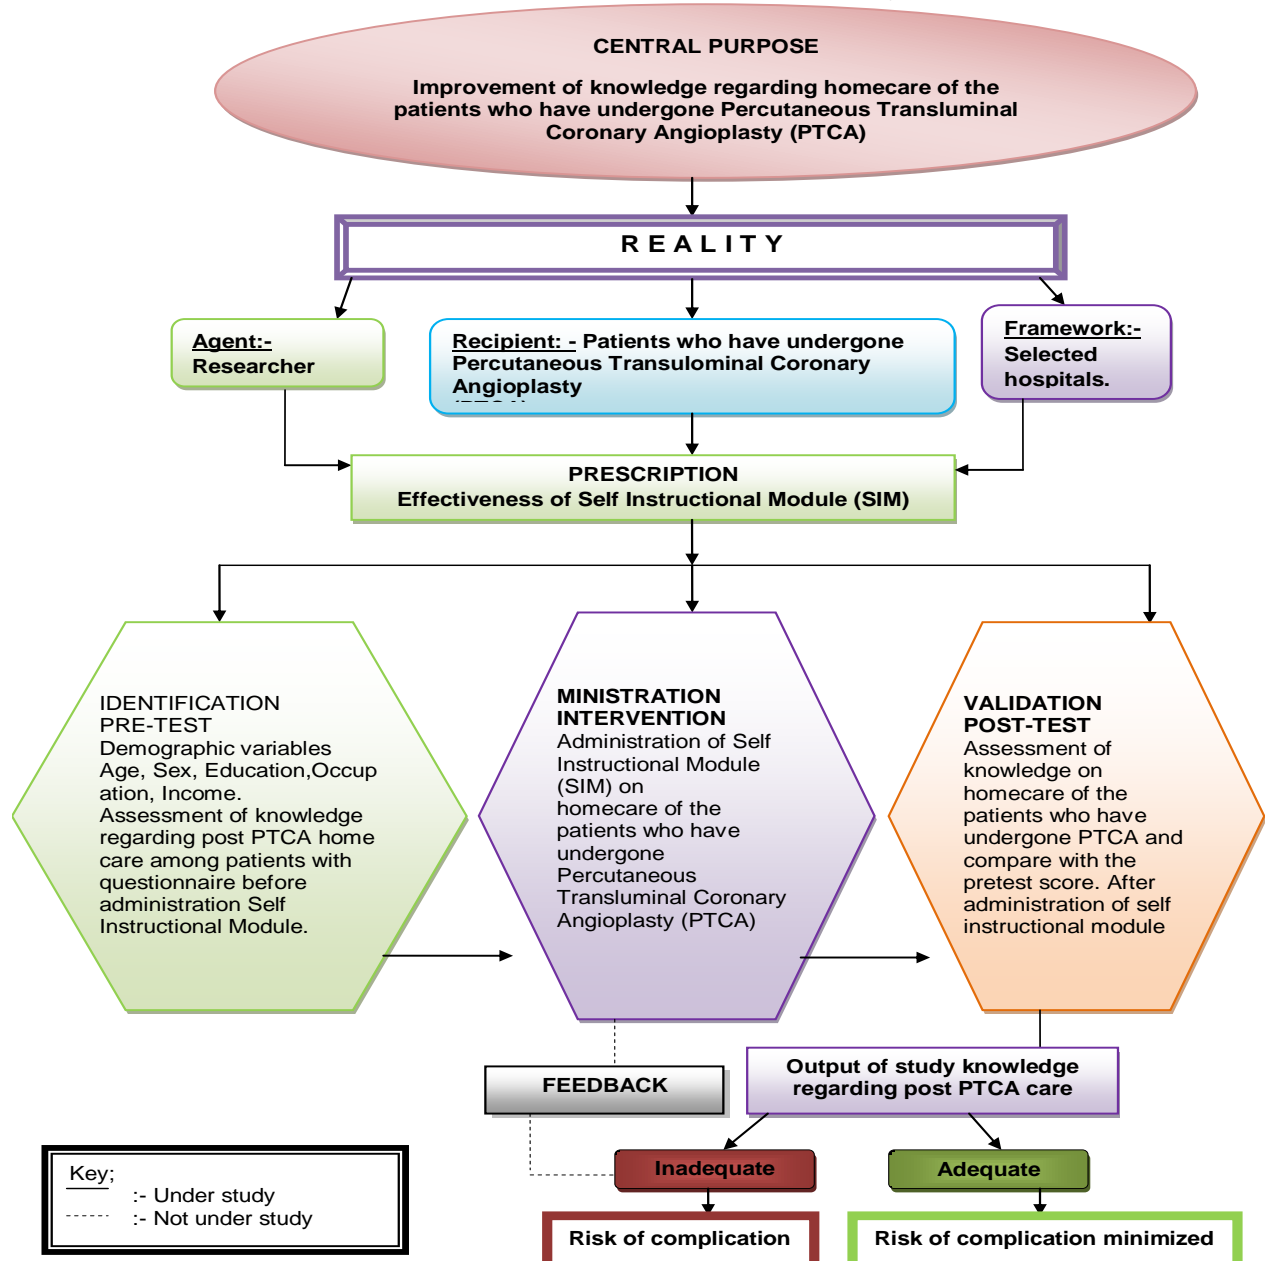 CENTRAL PURPOSE
Improvement of knowledge regarding homecare of the
patients who have undergone Percutaneous Transluminal
Coronary Angioplasty (PTCA)
R E A L I T Y
Agent:-
Researcher
Recipient: - Patients who have undergone
Percutaneous Transulominal Coronary
Angioplasty
Framework:-
Selected
hospitals.
PRESCRIPTION
Effectiveness of Self Instructional Module (SIM)
IDENTIFICATION
PRE-TEST
Demographic variables
Age, Sex, Education,Occup
ation, Income.
Assessment of knowledge
regarding post PTCA home
care among patients with
questionnaire before
administration Self
Instructional Module.
MINISTRATION
INTERVENTION
Administration of Self
Instructional Module
(SIM) on
homecare of the
patients who have
undergone
Percutaneous
Transluminal Coronary
Angioplasty (PTCA)
VALIDATION
POST-TEST
Assessment of
knowledge on
homecare of the
patients who have
undergone PTCA and
compare with the
pretest score. After
administration of self
instructional module
FEEDBACK
Output of study knowledge
regarding post PTCA care
Inadequate
Adequate
Risk of complication
Risk of complication minimized
Key;
:- Under study
:- Not under study